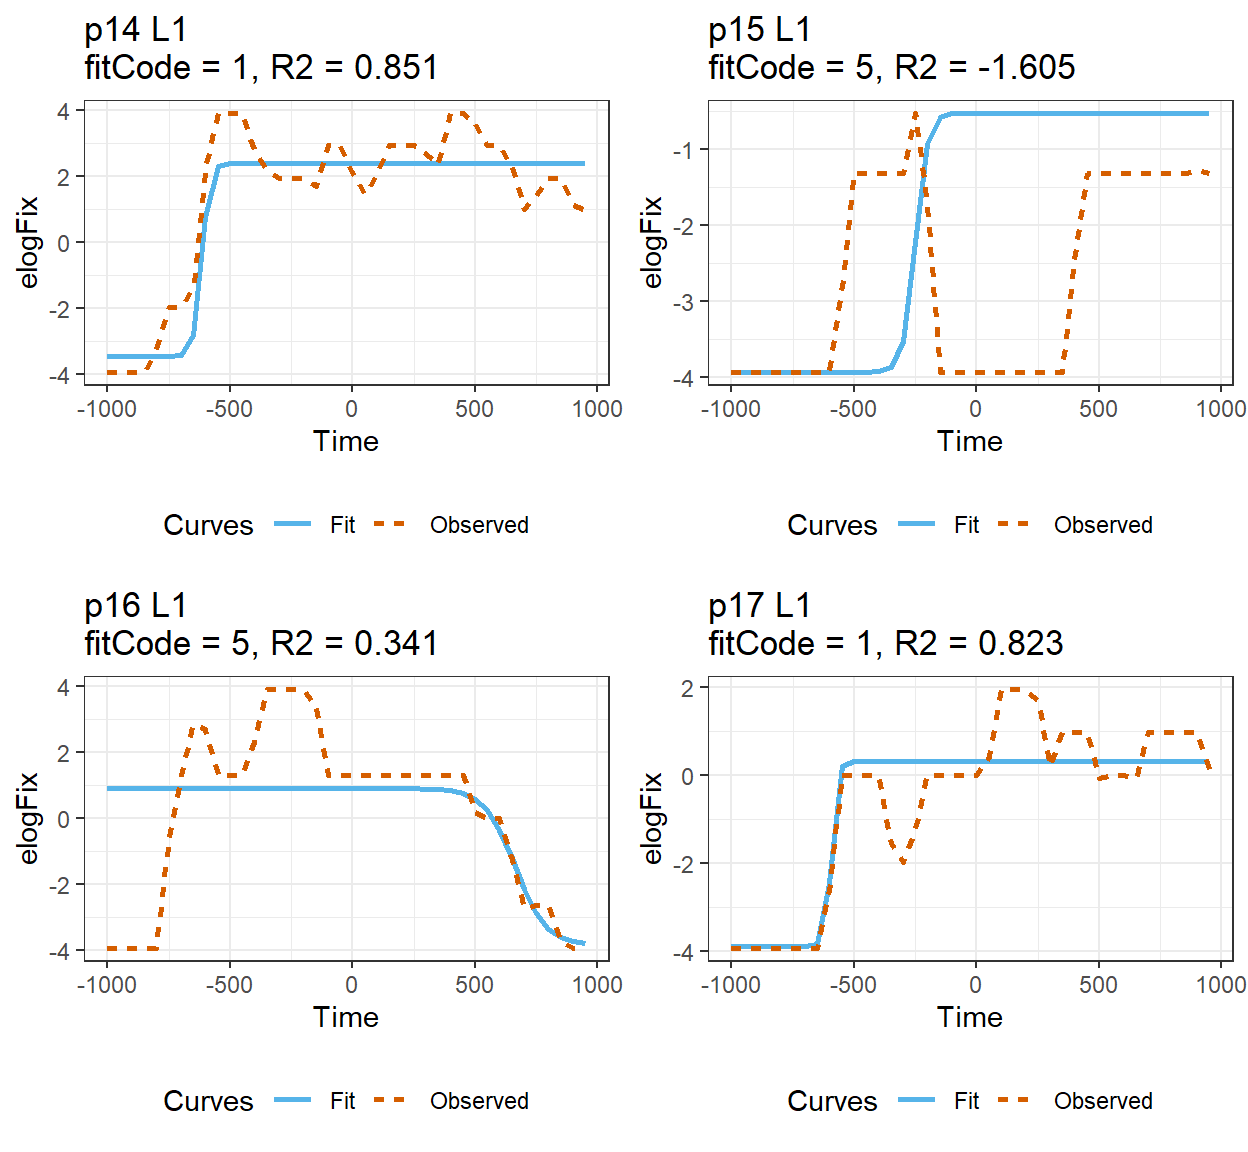 p14 L1
fitCode = 1, R2 = 0.851
4
2
0
-2
-4
elogFix
-1000 -500 0 500 1000
Time
Curves Fit Observed
p15 L1
fitCode = 5, R2 = -1.605
-1
-2
-3
-4
elogFix
-1000 -500 0 500 1000
Time
Curves Fit Observed
p16 L1
fitCode = 5, R2 = 0.341
4
2
0
-2
-4
elogFix
-1000 -500 0 500 1000
Time
Curves Fit Observed
p17 L1
fitCode = 1, R2 = 0.823
2
0
-2
-4
elogFix
-1000 -500 0 500 1000
Time
Curves Fit Observed